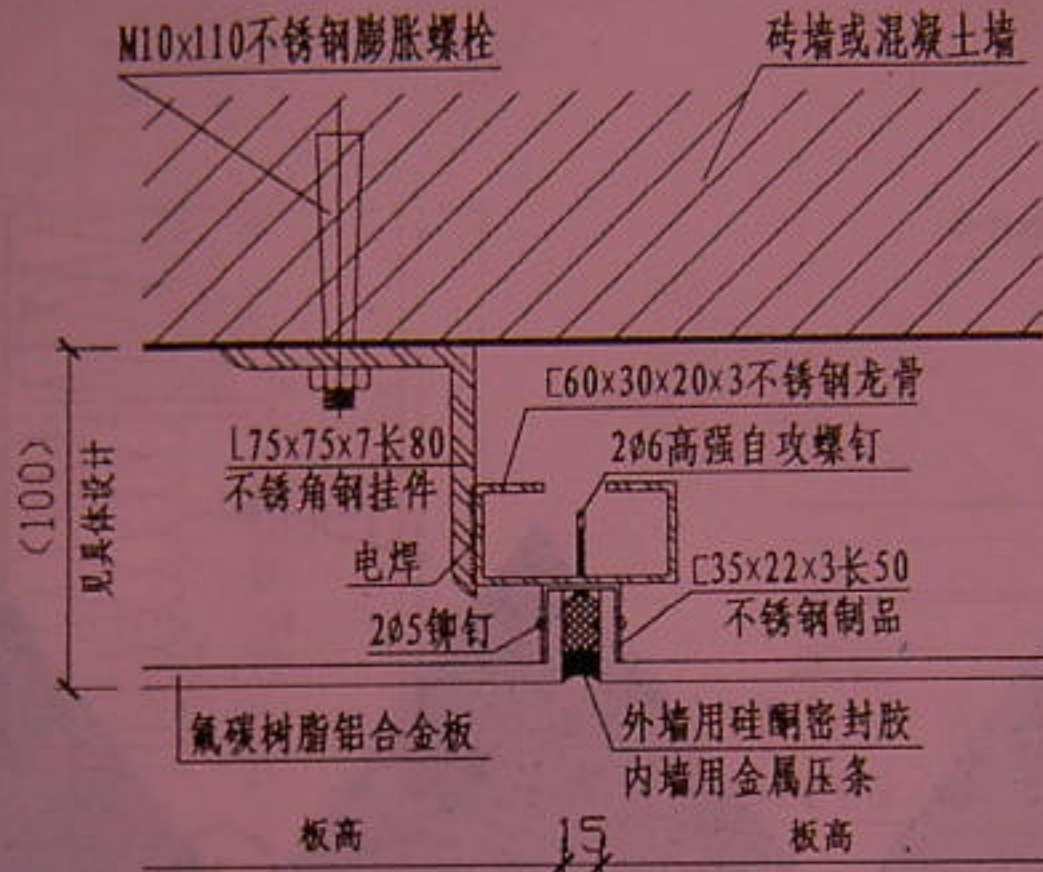 M10x110不锈钢膨胀螺栓
砖墙或混凝土墙
[60x30x20x3不锈钢龙骨
L75x75x7长80
不锈角钢挂件
2ø6高强自攻螺钉
(100)
见具体设计
电焊
[35x22x3长50
不锈钢制品
2ø5铆钉
氟碳树脂铝合金板
外墙用硅酮密封胶
内墙用金属压条
板高
15
板高